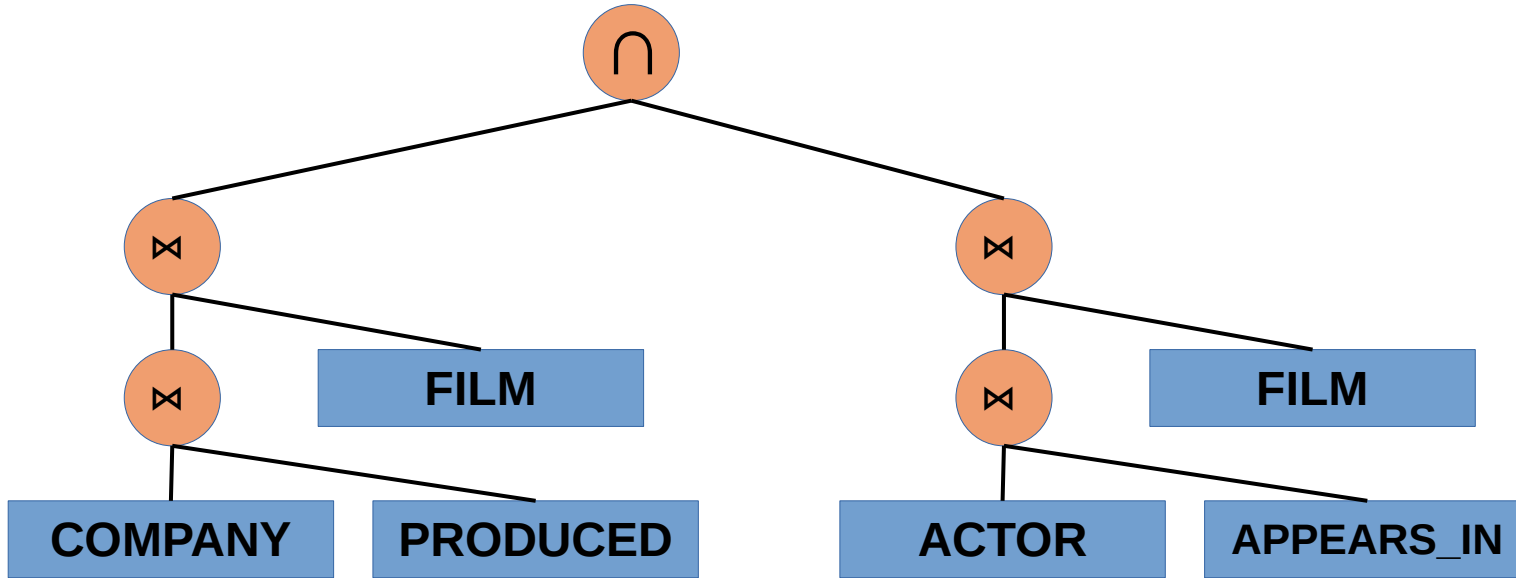 ⋂
⋈ ⋈
FILM FILM
⋈ ⋈
COMPANY PRODUCED ACTOR APPEARS_IN